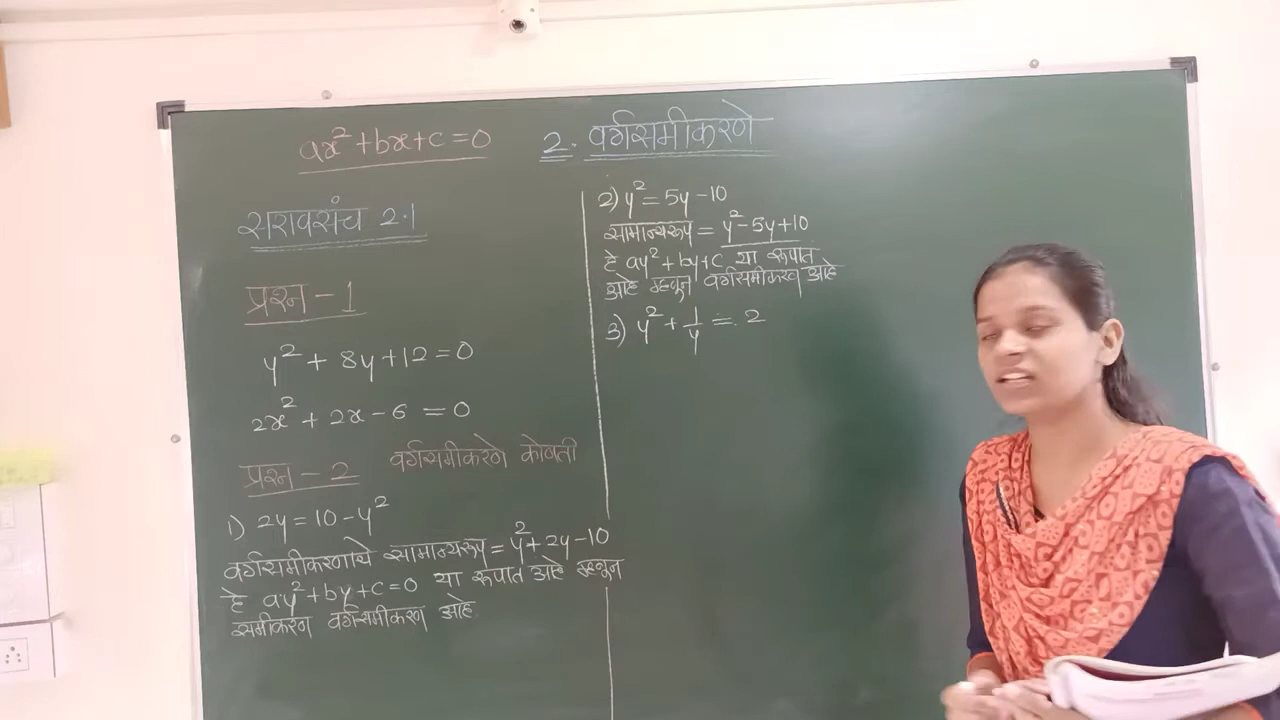 ax²+bx+c=0
2. वर्गसमीकरणे
सरावसंच 2.1
प्रश्न - 1
y² + 8y+12=0
2x² + 2x - 6 = 0
प्रश्न - 2 वर्गसमीकरणे कोणती
1) 2y = 10 - y²
वर्गसमीकरणाचे सामान्यरूप = y²+2y-10
हे ay²+by+c=0 या रूपात आहे म्हणून
समीकरण वर्गसमीकरण आहे
2) y² = 5y-10
सामान्यरूप = y²-5y+10
हे ay²+by+c या रूपात
आहे म्हणून वर्गसमीकरण आहे
3) y² + 1/y = 2